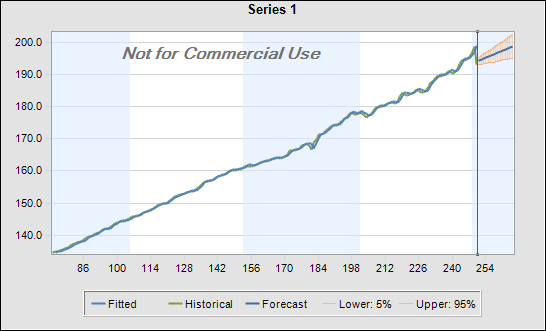 Series 1
Not for Commercial Use
200.0
190.0
180.0
170.0
160.0
150.0
140.0
86 100 114 128 142 156 170 184 198 212 226 240 254
Fitted Historical Forecast Lower: 5% Upper: 95%